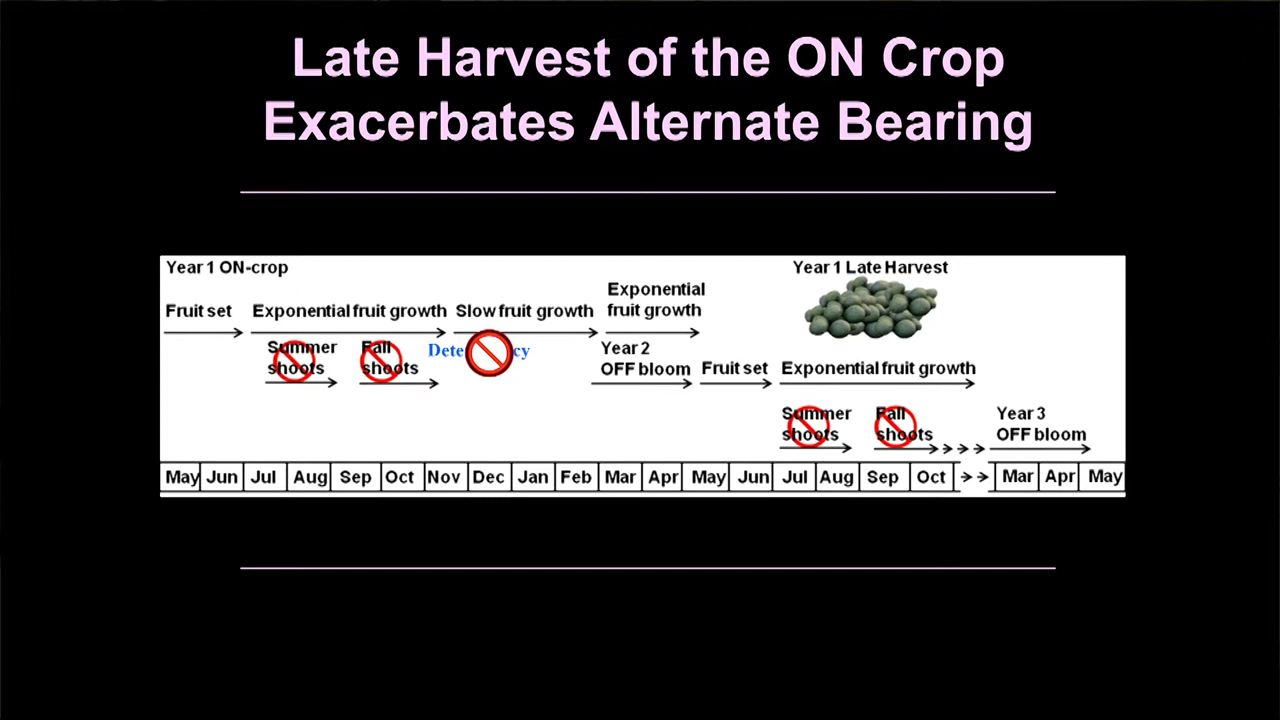 Late Harvest of the ON Crop
Exacerbates Alternate Bearing
Year 1 ON-crop
Year 1 Late Harvest
Fruit set
Exponential fruit growth
Slow fruit growth
Exponential
fruit growth
Summer
shoots
Fall
shoots
Year 2
OFF bloom
Fruit set
Exponential fruit growth
Summer
shoots
Fall
shoots
Year 3
OFF bloom
May Jun Jul Aug Sep Oct Nov Dec Jan Feb Mar Apr May Jun Jul Aug Sep Oct Mar Apr May